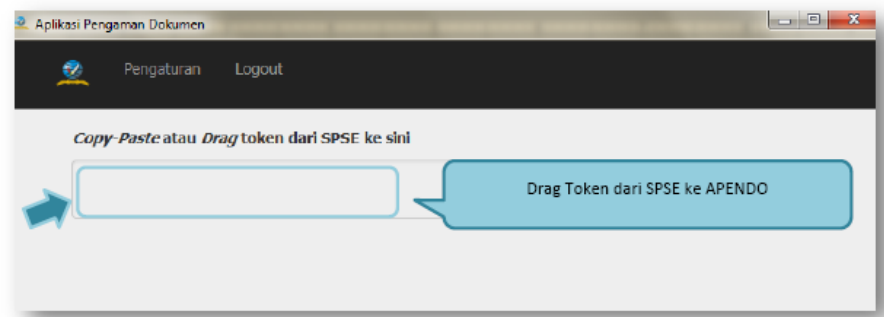 Aplikasi Pengaman Dokumen
Pengaturan Logout
Copy-Paste atau Drag token dari SPSE ke sini
Drag Token dari SPSE ke APENDO